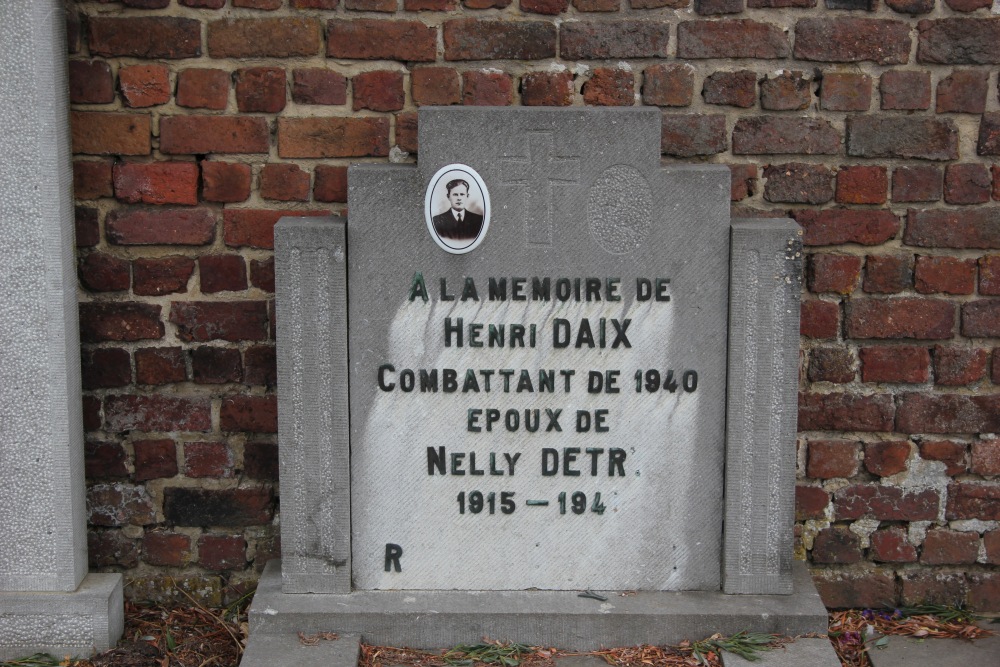 A LA MEMOIRE DE
HENRI DAIX
COMBATTANT DE 1940
EPOUX DE
NELLY DETR
1915 – 194
R